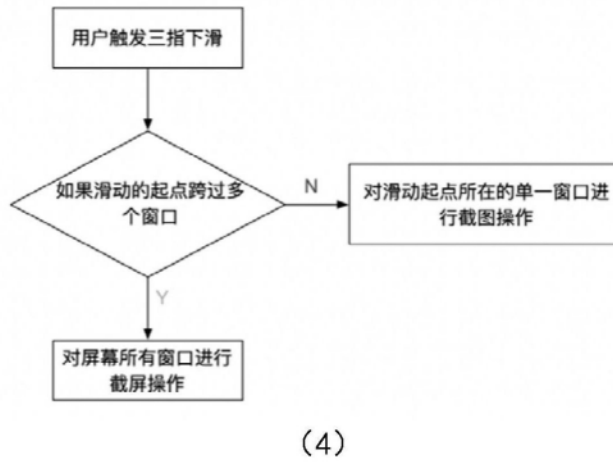 用户触发三指下滑
如果滑动的起点跨过多
个窗口
N
对滑动起点所在的单一窗口进
行截图操作
Y
对屏幕所有窗口进行
截屏操作
(4)